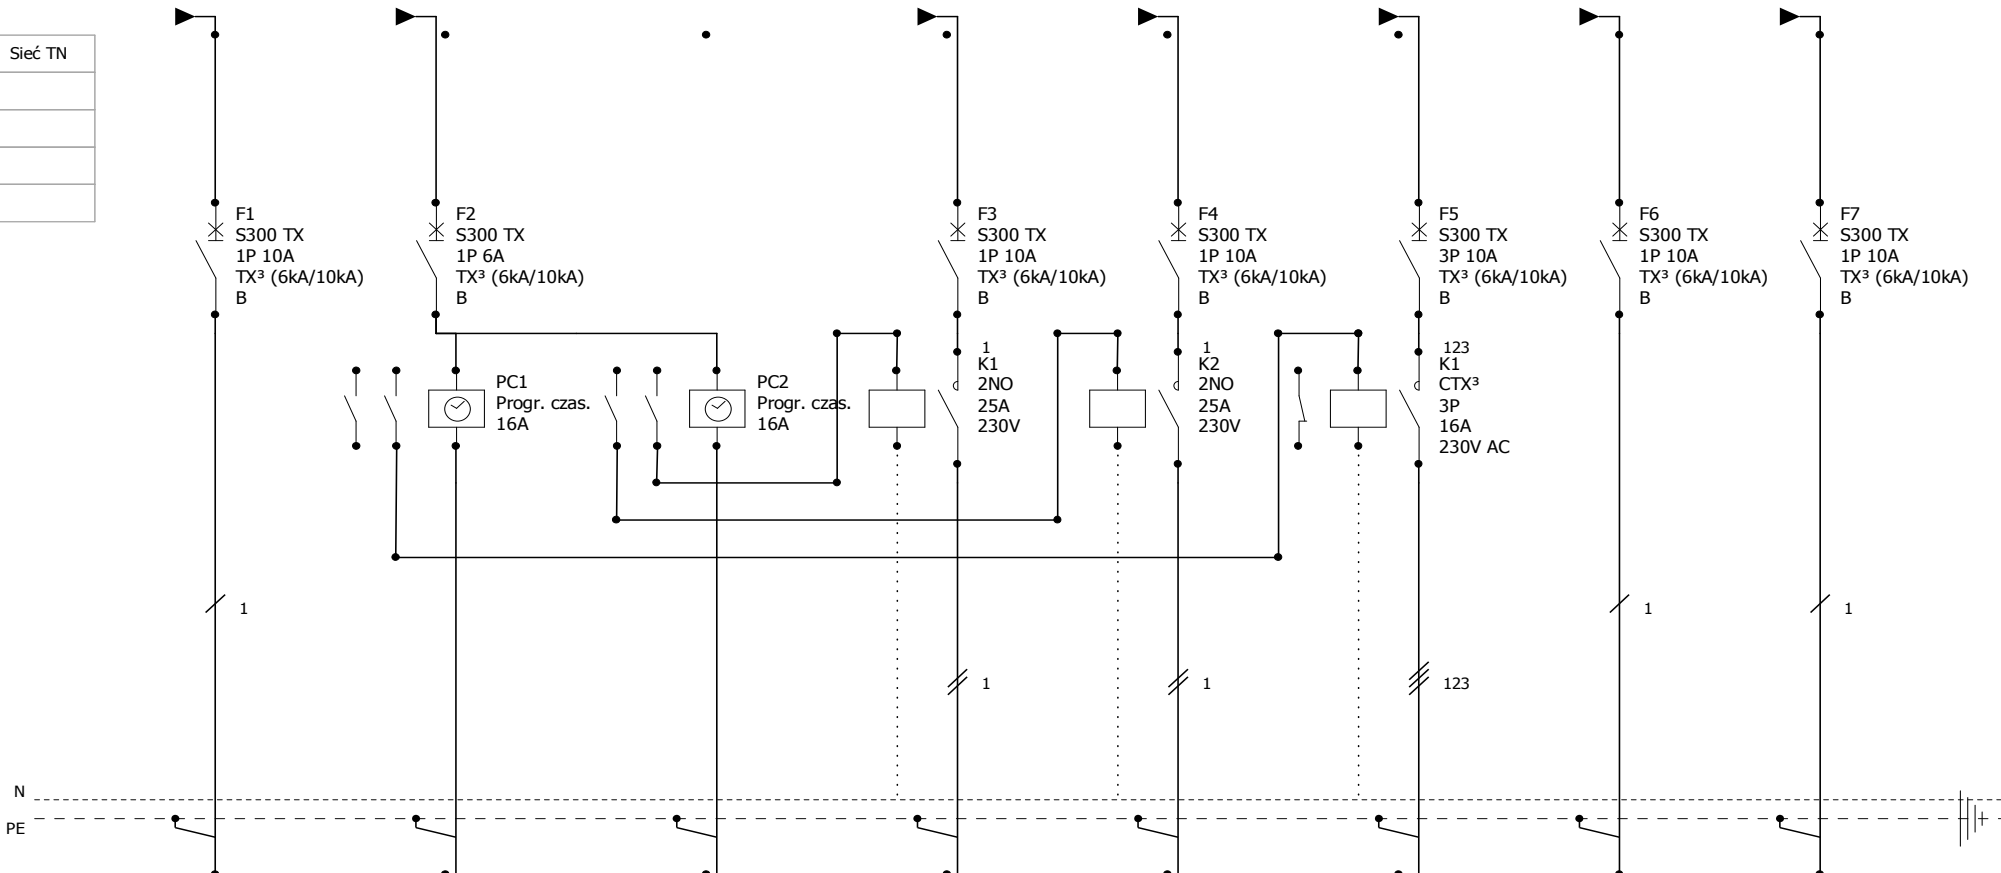 Sieć TN
F1
S300 TX
1P 10A
TX³ (6kA/10kA)
B
F2
S300 TX
1P 6A
TX³ (6kA/10kA)
B
F3
S300 TX
1P 10A
TX³ (6kA/10kA)
B
F4
S300 TX
1P 10A
TX³ (6kA/10kA)
B
F5
S300 TX
3P 10A
TX³ (6kA/10kA)
B
F6
S300 TX
1P 10A
TX³ (6kA/10kA)
B
F7
S300 TX
1P 10A
TX³ (6kA/10kA)
B
PC1
Progr. czas.
16A
PC2
Progr. czas.
16A
1
K1
2NO
25A
230V
1
K2
2NO
25A
230V
123
K1
CTX³
3P
16A
230V AC
1
1
1
1
1
123
N
PE